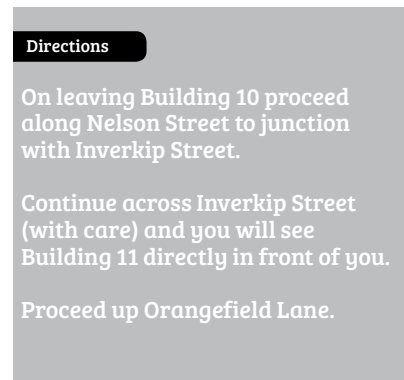 Directions
On leaving Building 10 proceed
along Nelson Street to junction
with Inverkip Street.
Continue across Inverkip Street
(with care) and you will see
Building 11 directly in front of you.
Proceed up Orangefield Lane.